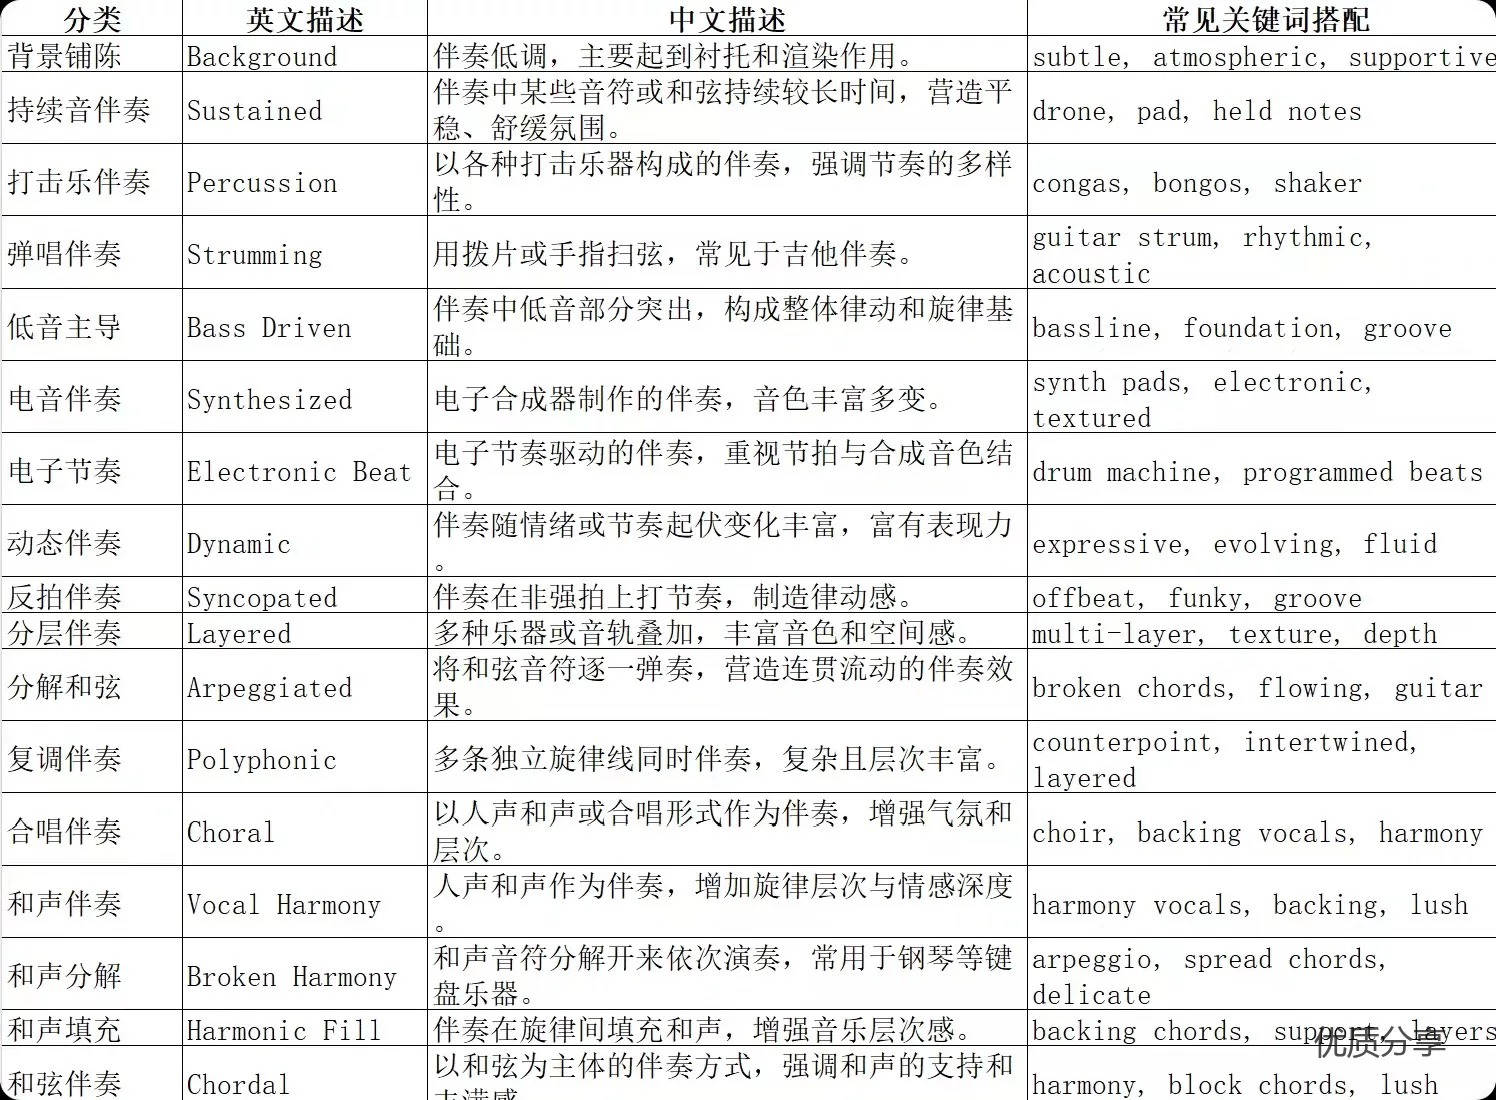 分类 英文描述 中文描述 常见关键词搭配
背景铺陈 Background 伴奏低调，主要起到衬托和渲染作用。 subtle, atmospheric, supportive
持续音伴奏 Sustained 伴奏中某些音符或和弦持续较长时间，营造平
稳、舒缓氛围。 drone, pad, held notes
打击乐伴奏 Percussion 以各种打击乐器构成的伴奏，强调节奏的多样
性。 congas, bongos, shaker
弹唱伴奏 Strumming 用拨片或手指扫弦，常见于吉他伴奏。 guitar strum, rhythmic,
acoustic
低音主导 Bass Driven 伴奏中低音部分突出，构成整体律动和旋律基
础。 bassline, foundation, groove
电音伴奏 Synthesized 电子合成器制作的伴奏，音色丰富多变。 synth pads, electronic,
textured
电子节奏 Electronic Beat 电子节奏驱动的伴奏，重视节拍与合成音色结
合。 drum machine, programmed beats
动态伴奏 Dynamic 伴奏随情绪或节奏起伏变化丰富，富有表现力
。 expressive, evolving, fluid
反拍伴奏 Syncopated 伴奏在非强拍上打节奏，制造律动感。 offbeat, funky, groove
分层伴奏 Layered 多种乐器或音轨叠加，丰富音色和空间感。 multi-layer, texture, depth
分解和弦 Arpeggiated 将和弦音符逐一弹奏，营造连贯流动的伴奏效
果。 broken chords, flowing, guitar
复调伴奏 Polyphonic 多条独立旋律线同时伴奏，复杂且层次丰富。 counterpoint, intertwined,
layered
合唱伴奏 Choral 以人声和声或合唱形式作为伴奏，增强气氛和
层次。 choir, backing vocals, harmony
和声伴奏 Vocal Harmony 人声和声作为伴奏，增加旋律层次与情感深度
。 harmony vocals, backing, lush
和声分解 Broken Harmony 和声音符分解开来依次演奏，常用于钢琴等键
盘乐器。 arpeggio, spread chords,
delicate
和声填充 Harmonic Fill 伴奏在旋律间填充和声，增强音乐层次感。 backing chords, support, layers
优质分享
和弦伴奏 Chordal 以和弦为主体的伴奏方式，强调和声的支持和
harmony, block chords, lush